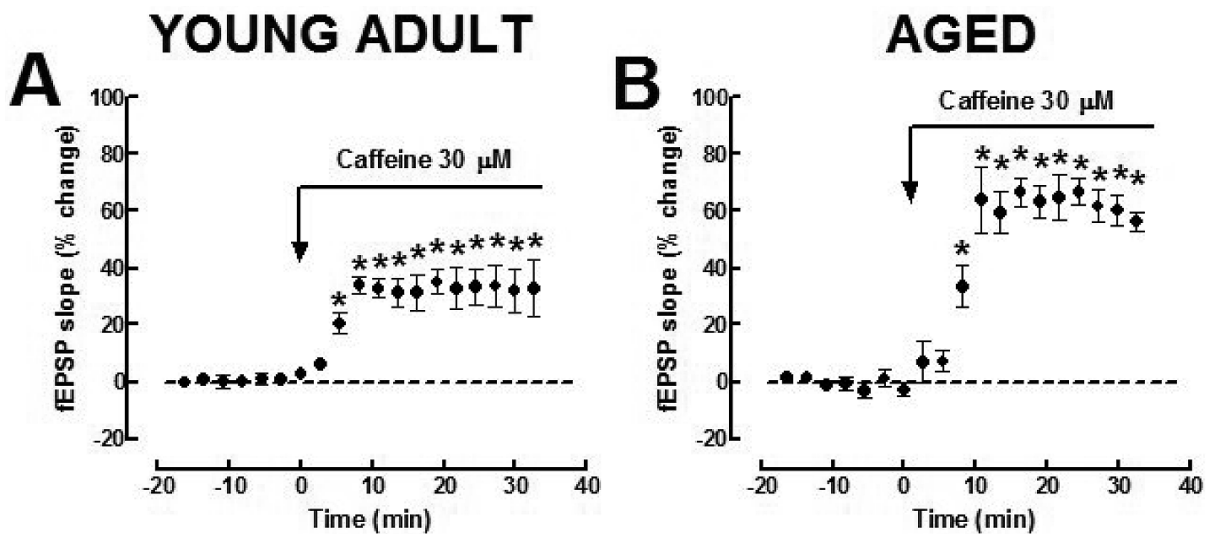 YOUNG ADULT
A
fEPSP slope (% change)
100
80
60
40
20
0
-20
Caffeine 30 µM
* * * * * * * * * * *
-20 -10 0 10 20 30 40
Time (min)
AGED
B
fEPSP slope (% change)
100
80
60
40
20
0
-20
Caffeine 30 µM
* * * * * * * * * *
-20 -10 0 10 20 30 40
Time (min)